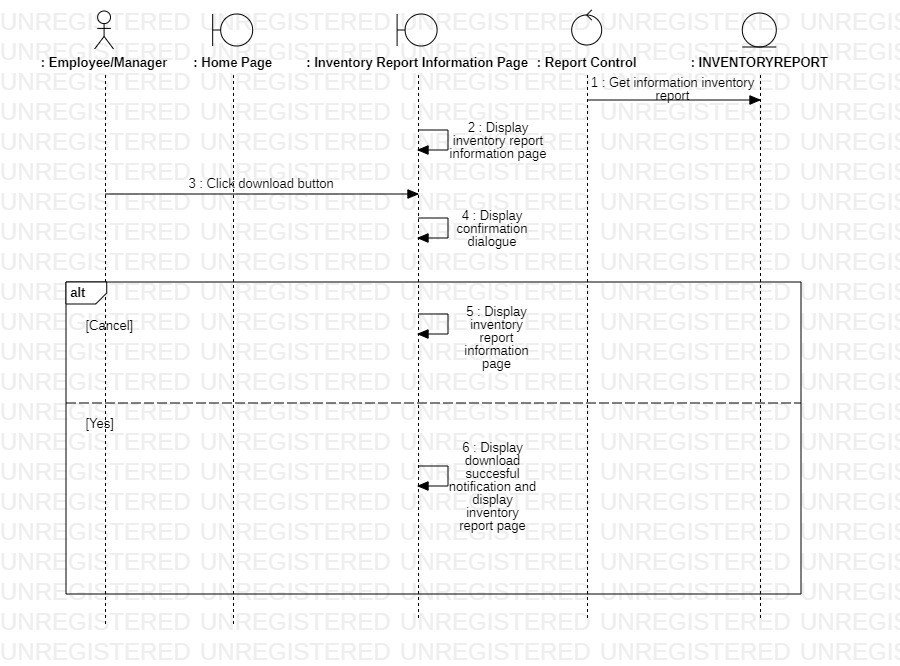 : Employee/Manager
: Home Page
: Inventory Report Information Page
: Report Control
: INVENTORYREPORT
1 : Get information inventory
report
2 : Display
inventory report
information page
3 : Click download button
4 : Display
confirmation
dialogue
alt
[Cancel]
5 : Display
inventory
report
information
page
[Yes]
6 : Display
download
succesful
notification and
display
inventory
report page
UNREGISTERED